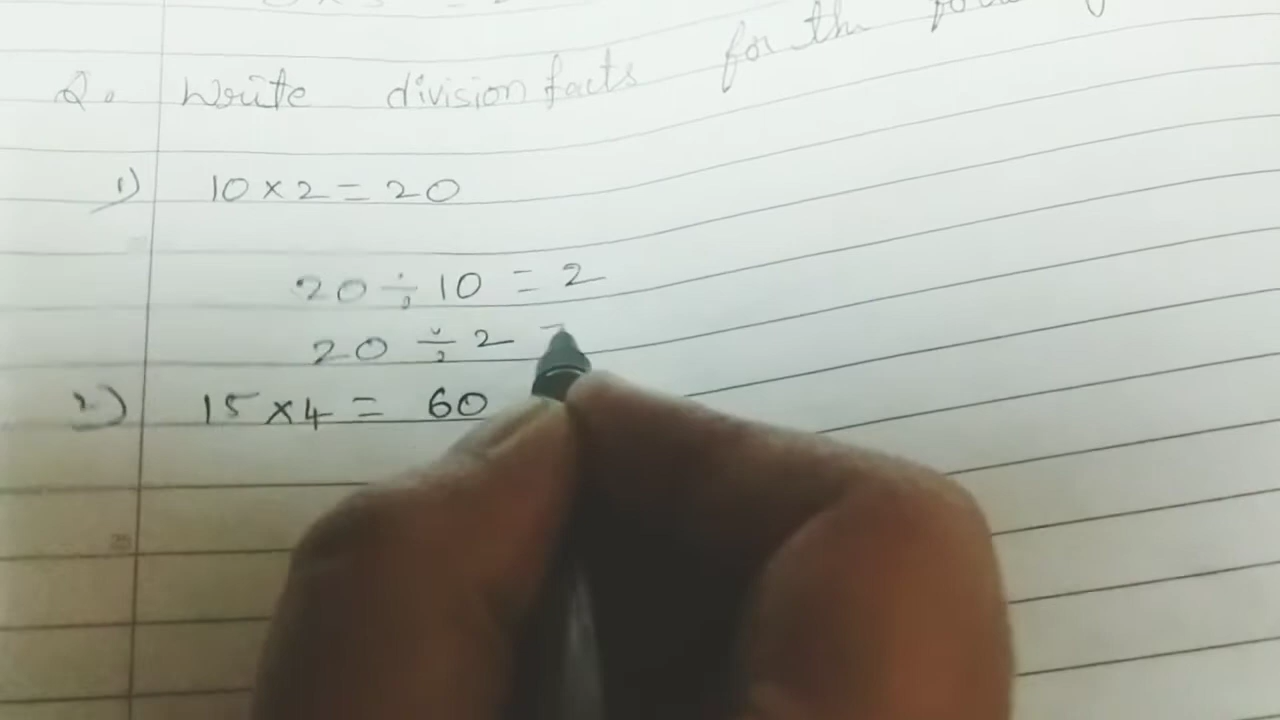 Q. Write division facts for the
1) 10 × 2 = 20
20 ÷ 10 = 2
20 ÷ 2
2) 15 × 4 = 60